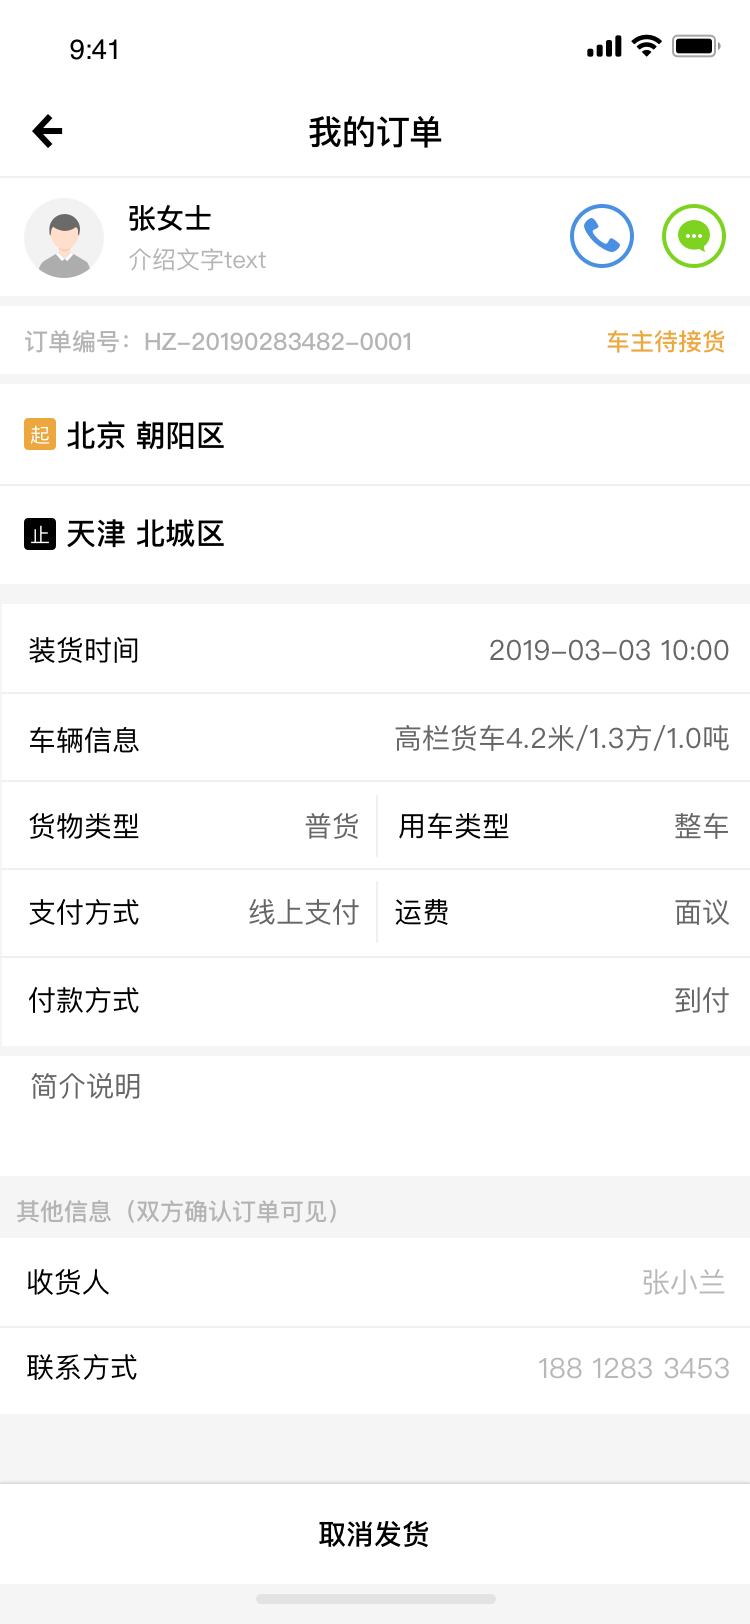 9:41
我的订单
张女士
介绍文字text
订单编号：HZ-20190283482-0001 车主待接货
起 北京 朝阳区
止 天津 北城区
装货时间 2019-03-03 10:00
车辆信息 高栏货车4.2米/1.3方/1.0吨
货物类型 普货 用车类型 整车
支付方式 线上支付 运费 面议
付款方式 到付
简介说明
其他信息（双方确认订单可见）
收货人 张小兰
联系方式 188 1283 3453
取消发货